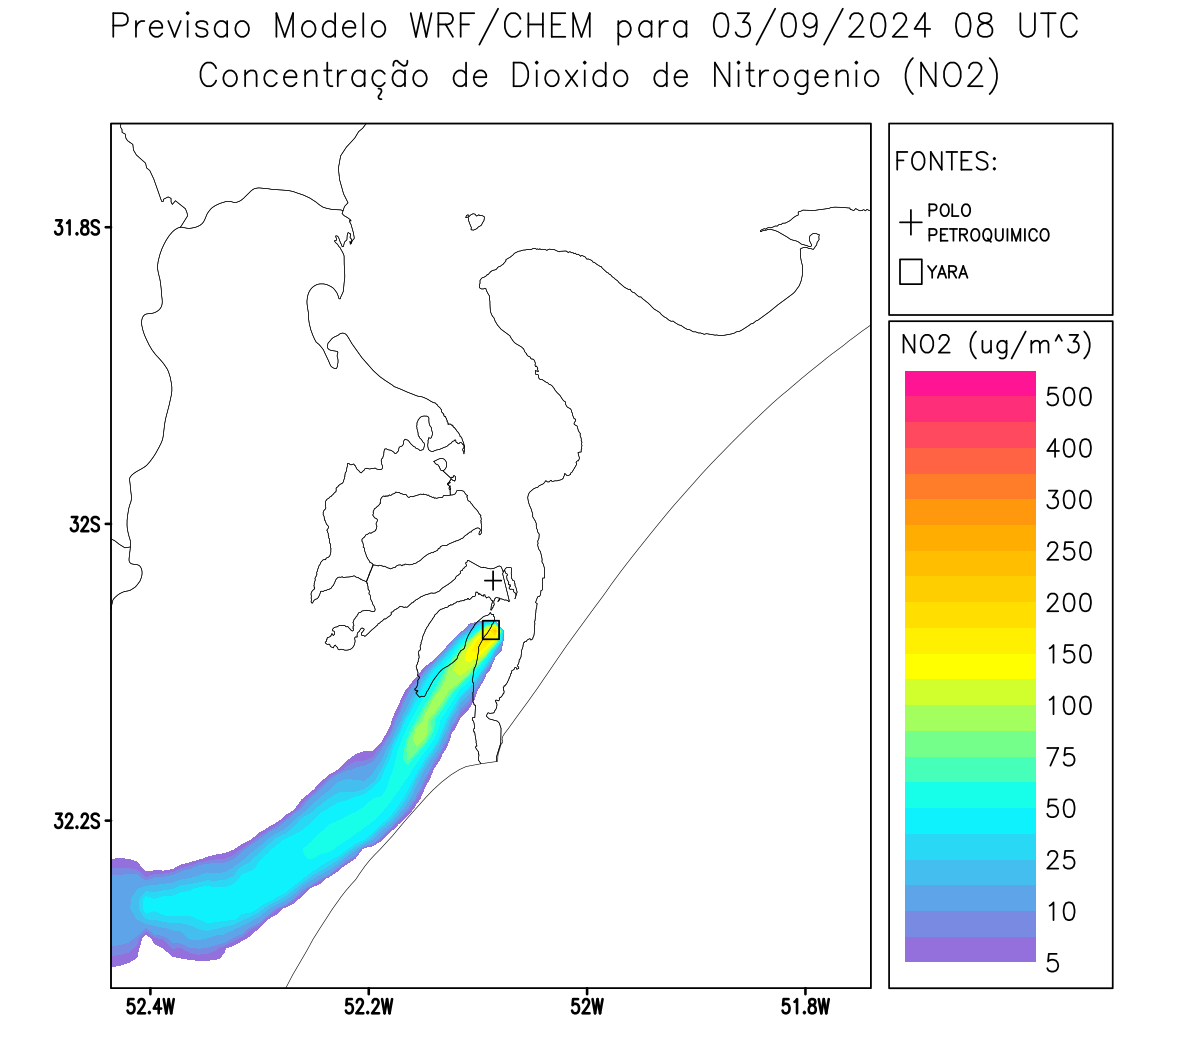 Previsao Modelo WRF/CHEM para 03/09/2024 08 UTC
Concentração de Dioxido de Nitrogenio (NO2)
FONTES:
POLO
PETROQUIMICO
YARA
NO2 (ug/m^3)
500
400
300
250
200
150
100
75
50
25
10
5
31.8S
32S
32.2S
52.4W
52.2W
52W
51.8W